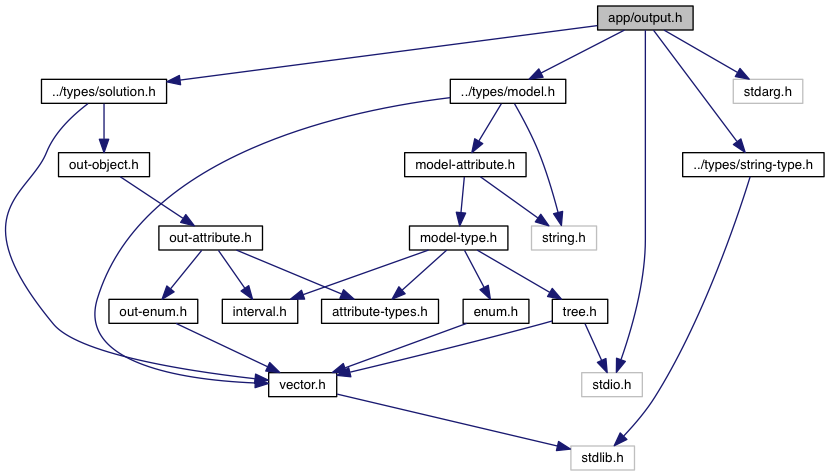 app/output.h
../types/solution.h
../types/model.h
stdarg.h
out-object.h
model-attribute.h
../types/string-type.h
out-attribute.h
model-type.h
string.h
out-enum.h
interval.h
attribute-types.h
enum.h
tree.h
vector.h
stdio.h
stdlib.h